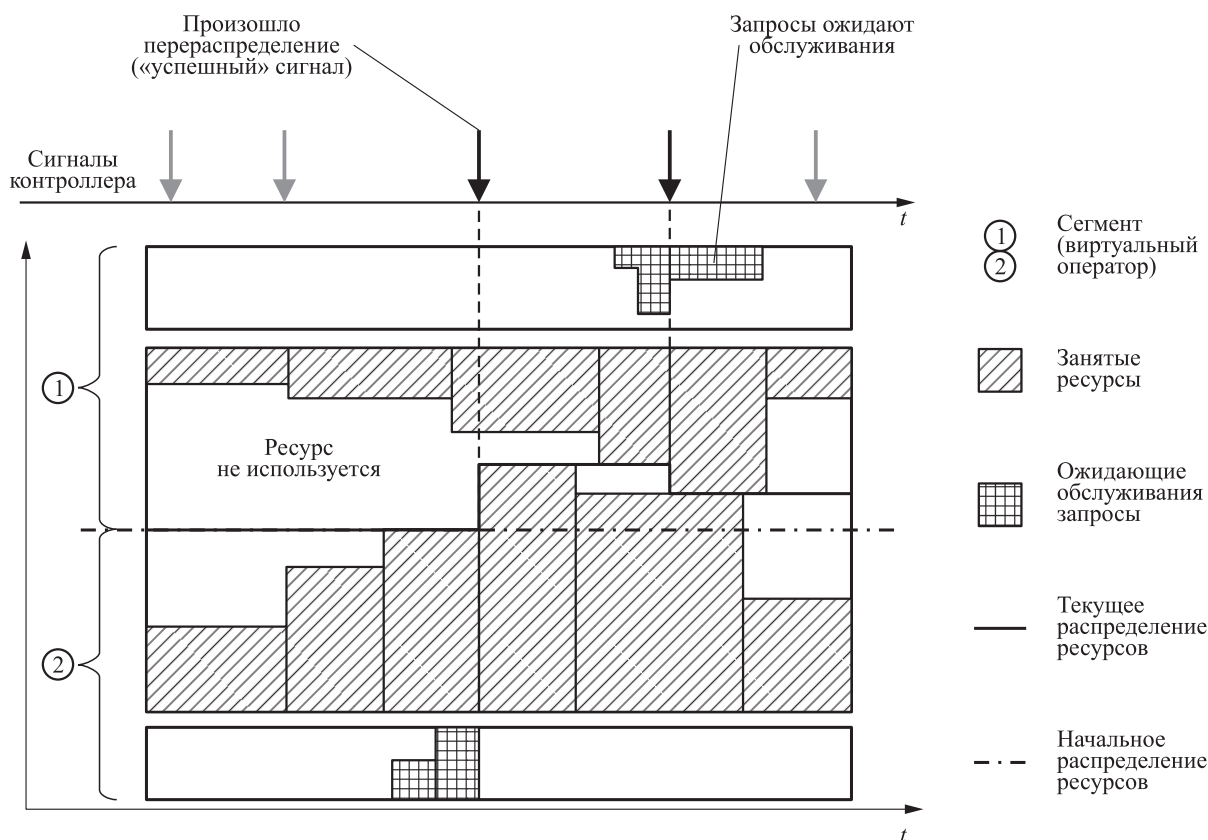 Произошло
перераспределение
(«успешный» сигнал)
Запросы ожидают
обслуживания
Сигналы
контроллера
t
1
2
Сегмент
(виртуальный
оператор)
1
Ресурс
не используется
Занятые
ресурсы
Ожидающие
обслуживания
запросы
2
Текущее
распределение
ресурсов
Начальное
распределение
ресурсов
t